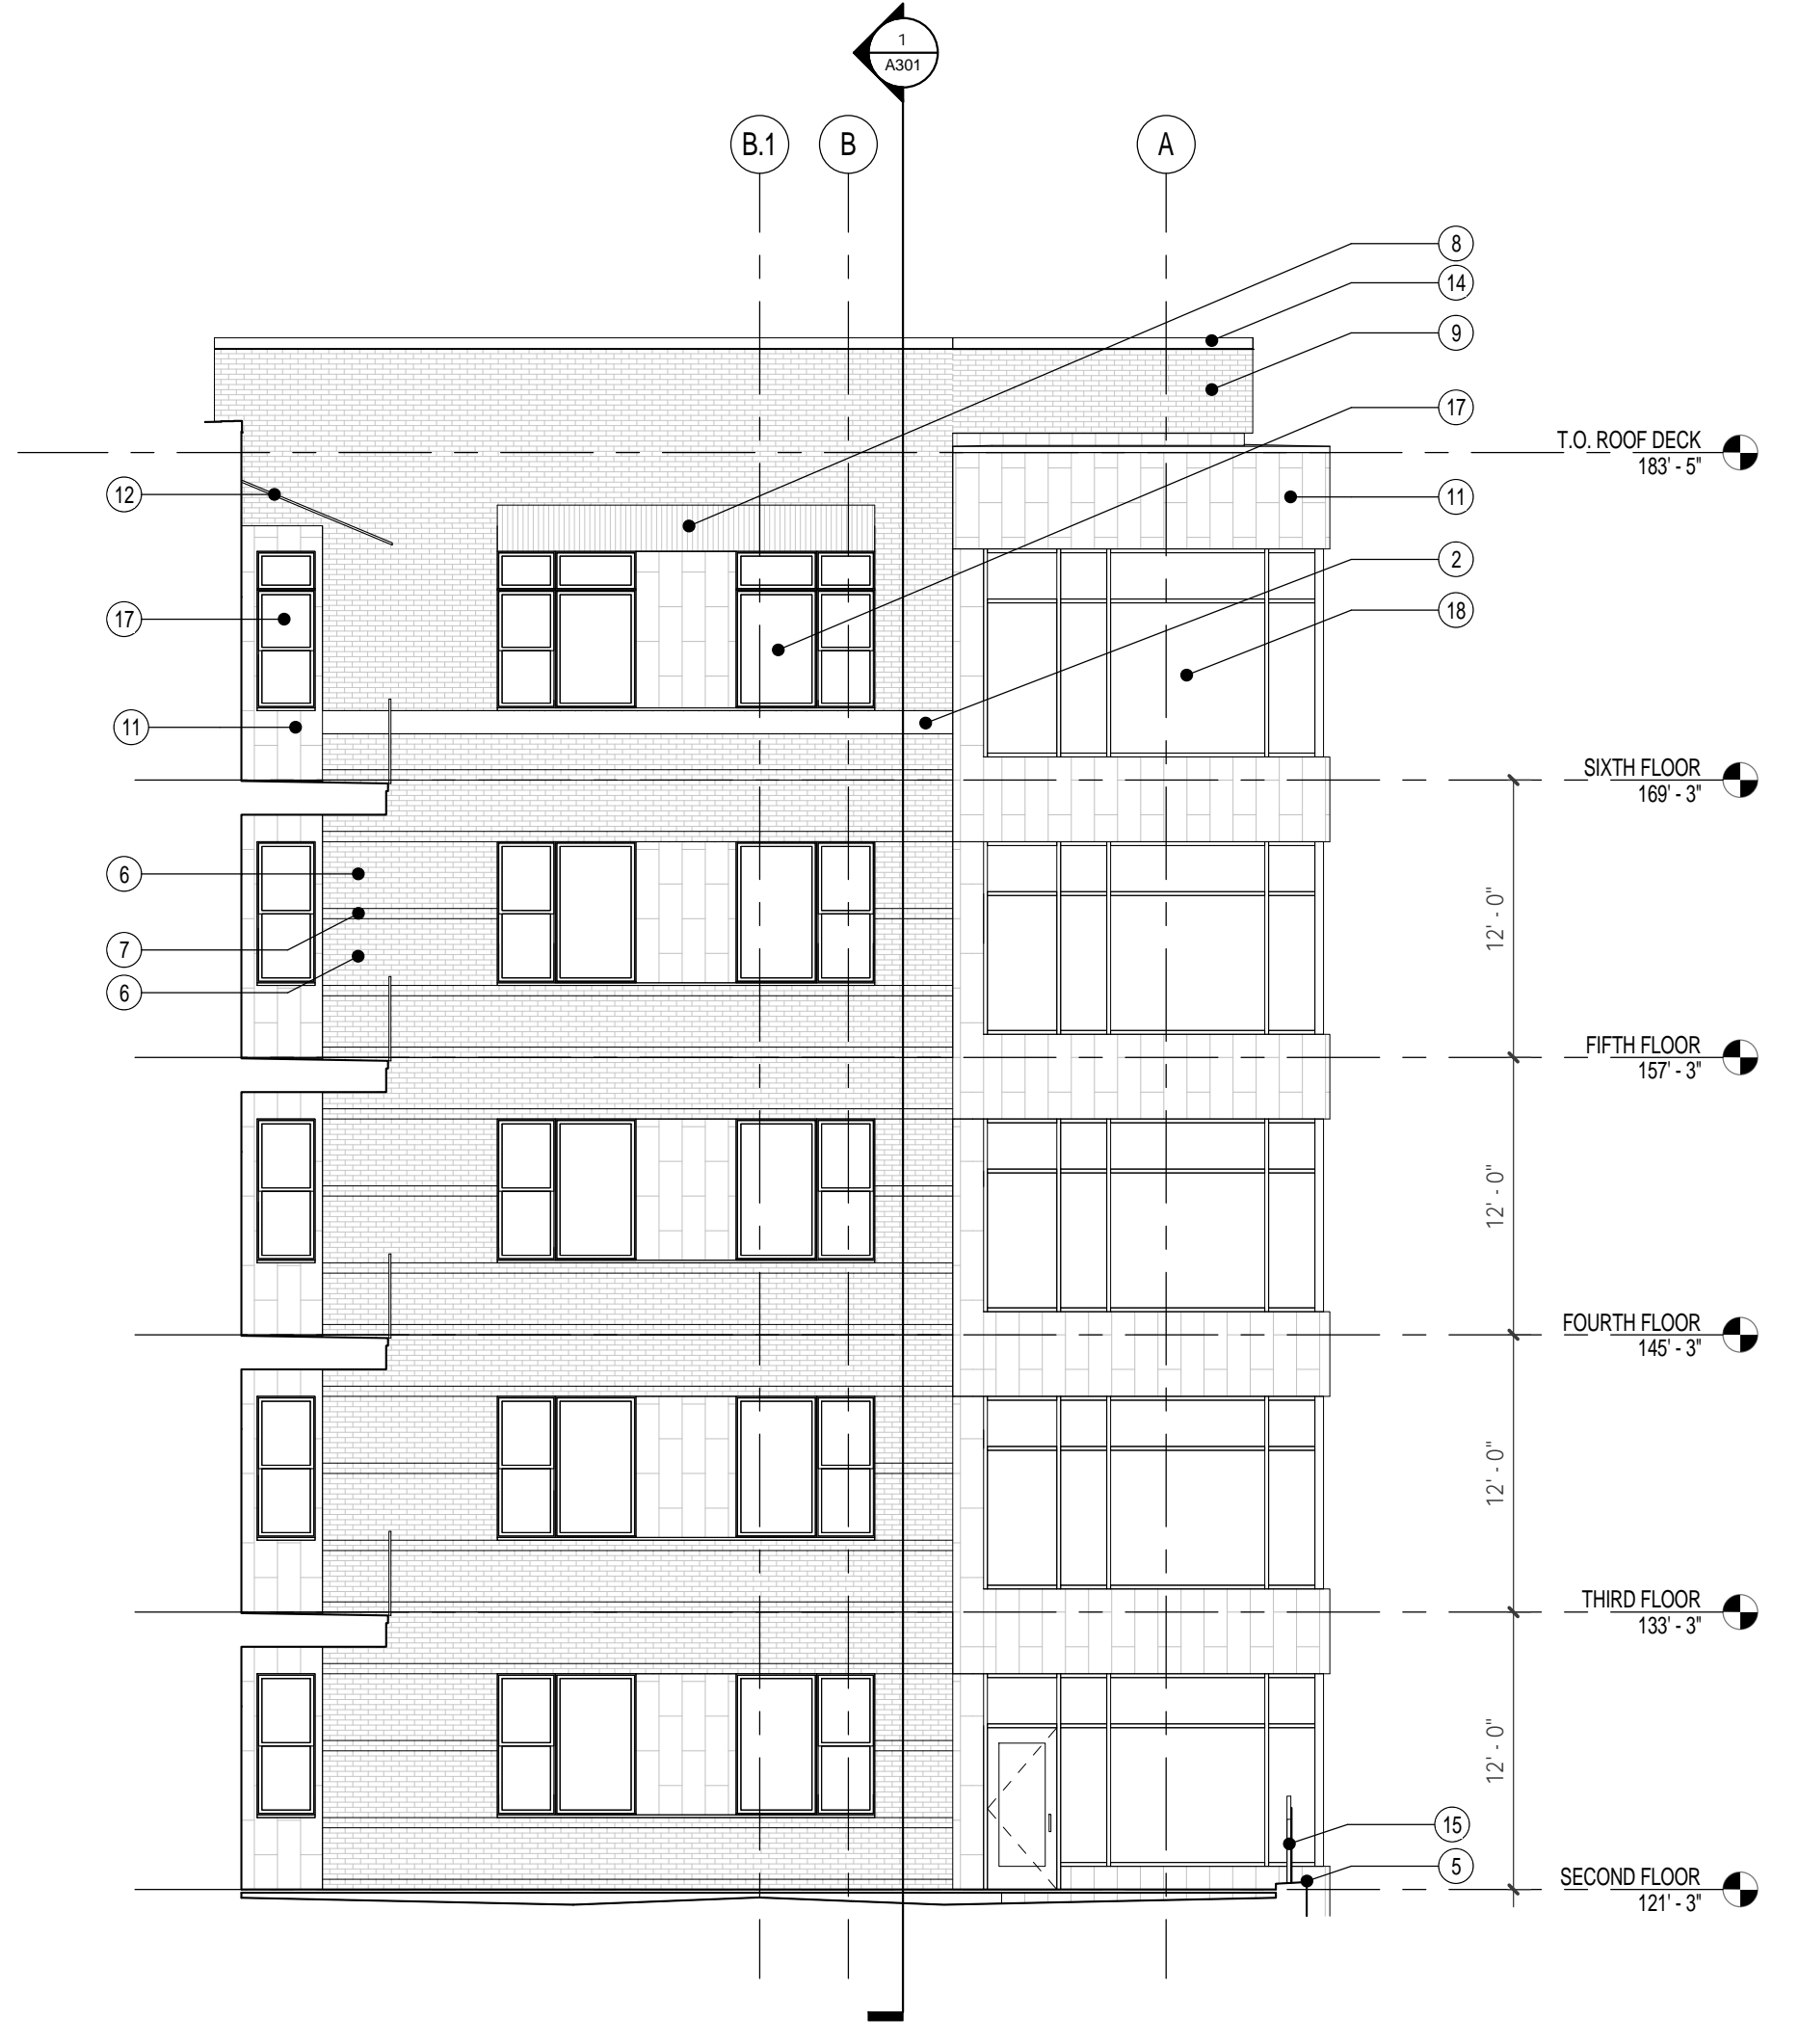 1
A301
B.1
B
A
8
14
9
17
T.O. ROOF DECK
183' - 5"
12
11
2
17
18
11
SIXTH FLOOR
169' - 3"
6
12' - 0"
7
6
FIFTH FLOOR
157' - 3"
12' - 0"
FOURTH FLOOR
145' - 3"
12' - 0"
THIRD FLOOR
133' - 3"
12' - 0"
15
5
SECOND FLOOR
121' - 3"